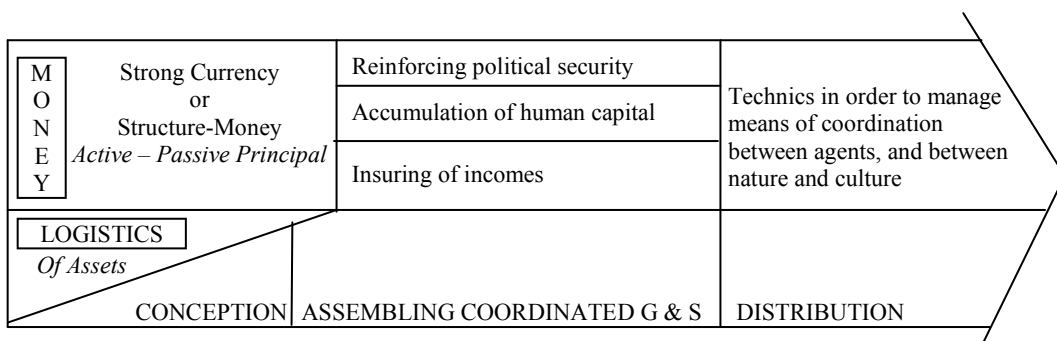 MONEY
Strong Currency
or
Structure-Money
Active – Passive Principal
Reinforcing political security
Accumulation of human capital
Insuring of incomes
Technics in order to manage
means of coordination
between agents, and between
nature and culture
LOGISTICS
Of Assets
CONCEPTION
ASSEMBLING COORDINATED G & S
DISTRIBUTION